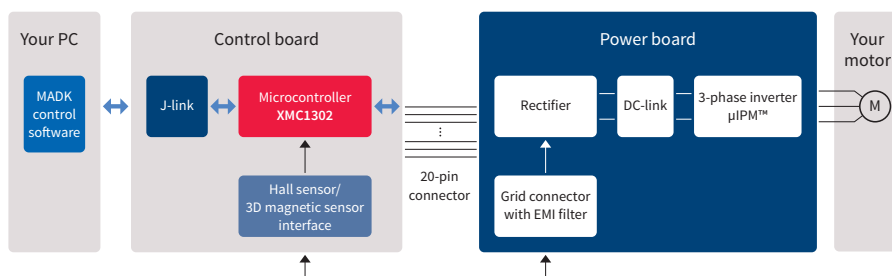 Your PC
Control board
Power board
Your
motor
MADK
control
software
J-link
Microcontroller
XMC1302
Rectifier
DC-link
3-phase inverter
µIPM™
M
20-pin
connector
Hall sensor/
3D magnetic sensor
interface
Grid connector
with EMI filter